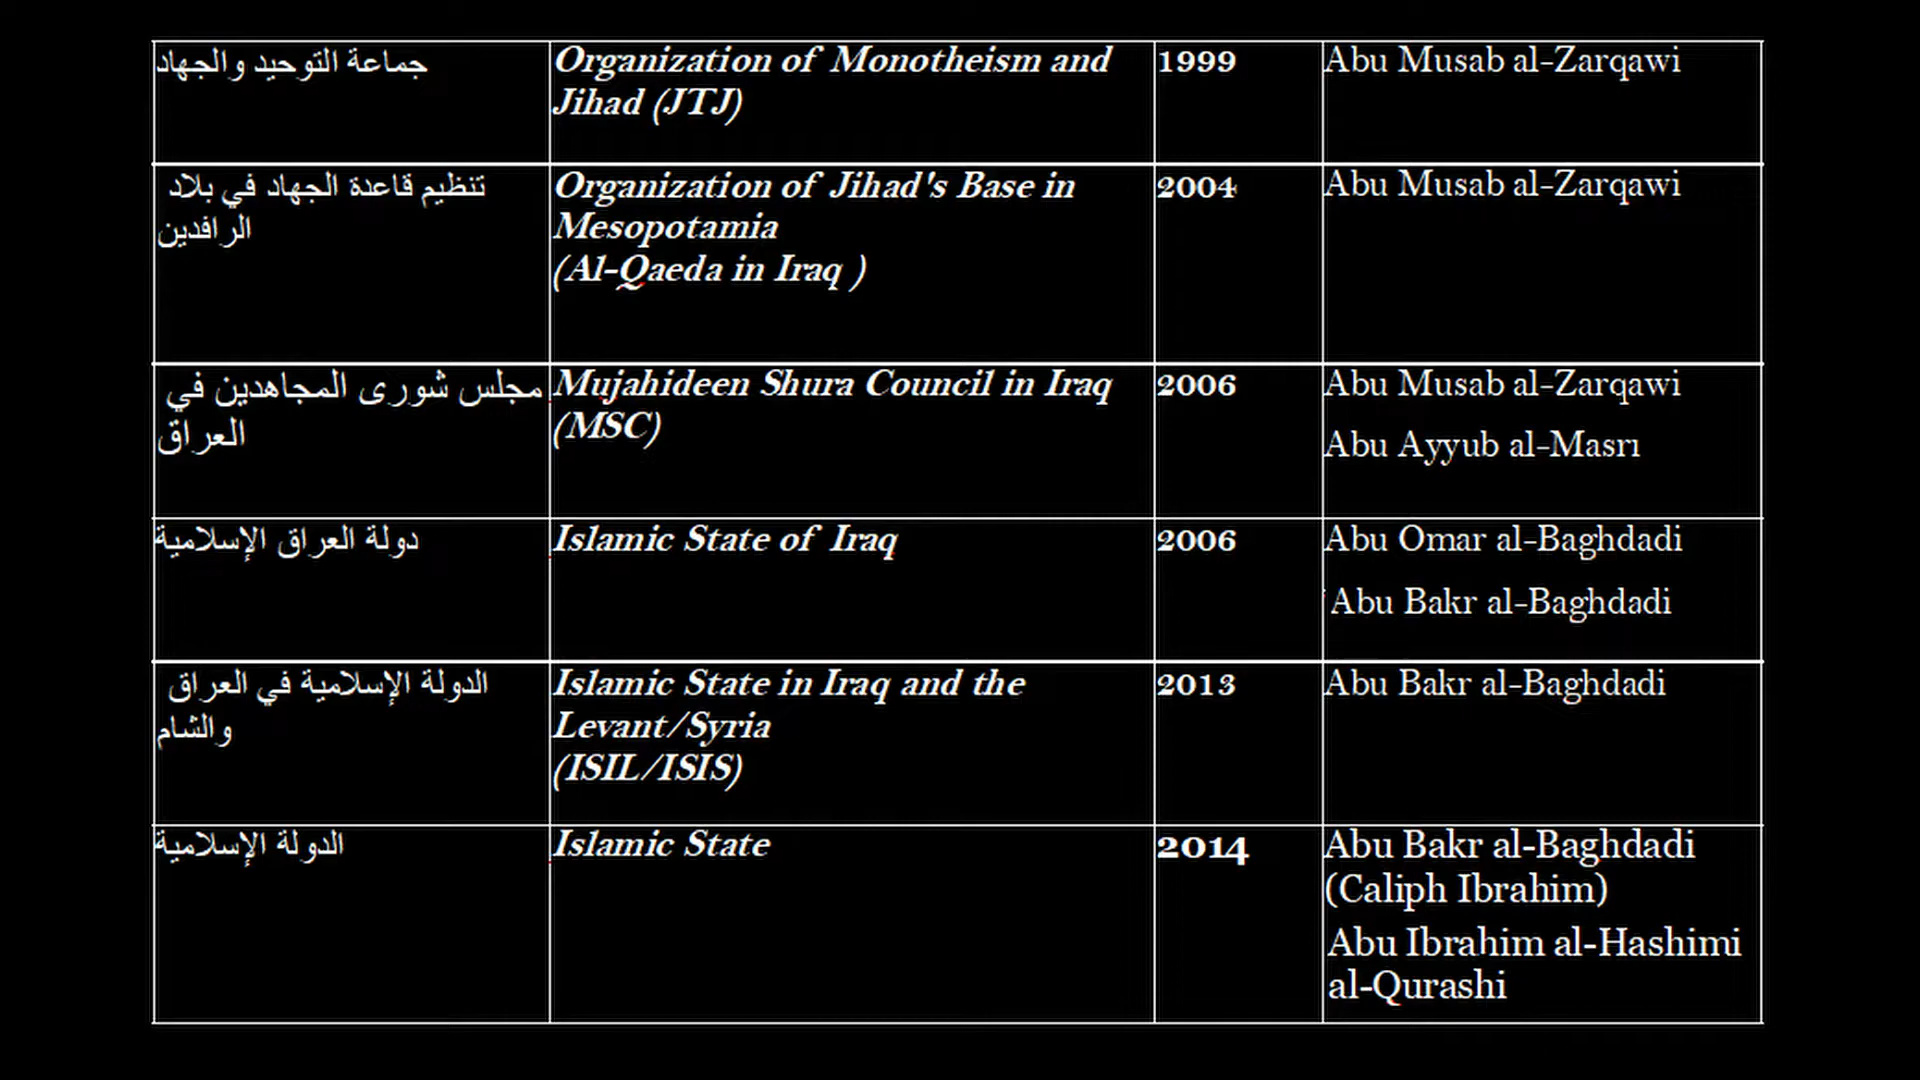 جماعة التوحيد والجهاد
Organization of Monotheism and
Jihad (JTJ)
1999
Abu Musab al-Zarqawi
تنظيم قاعدة الجهاد في بلاد
الرافدين
Organization of Jihad's Base in
Mesopotamia
(Al-Qaeda in Iraq )
2004
Abu Musab al-Zarqawi
مجلس شورى المجاهدين في
العراق
Mujahideen Shura Council in Iraq
(MSC)
2006
Abu Musab al-Zarqawi
Abu Ayyub al-Masrı
دولة العراق الإسلامية
Islamic State of Iraq
2006
Abu Omar al-Baghdadi
Abu Bakr al-Baghdadi
الدولة الإسلامية في العراق
والشام
Islamic State in Iraq and the
Levant/Syria
(ISIL/ISIS)
2013
Abu Bakr al-Baghdadi
الدولة الإسلامية
Islamic State
2014
Abu Bakr al-Baghdadi
(Caliph Ibrahim)
Abu Ibrahim al-Hashimi
al-Qurashi